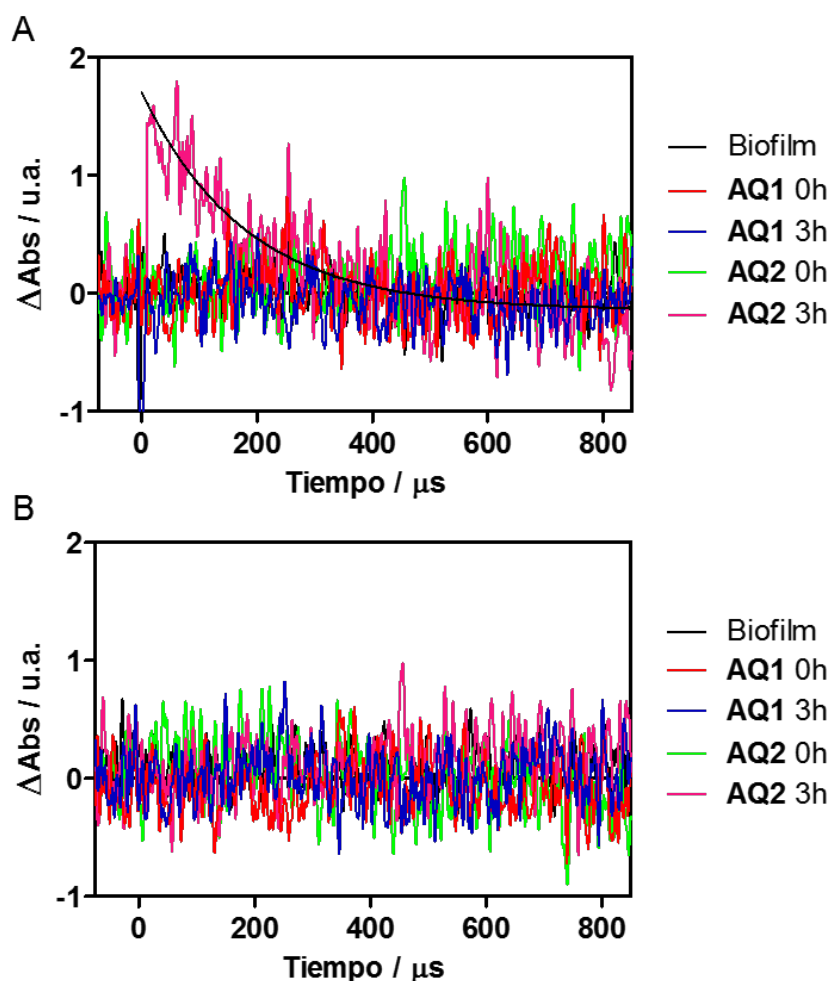 A
2
1
0
-1
ΔAbs / u.a.
0 200 400 600 800
Tiempo / μs
Biofilm
AQ1 0h
AQ1 3h
AQ2 0h
AQ2 3h
B
2
1
0
-1
ΔAbs / u.a.
0 200 400 600 800
Tiempo / μs
Biofilm
AQ1 0h
AQ1 3h
AQ2 0h
AQ2 3h